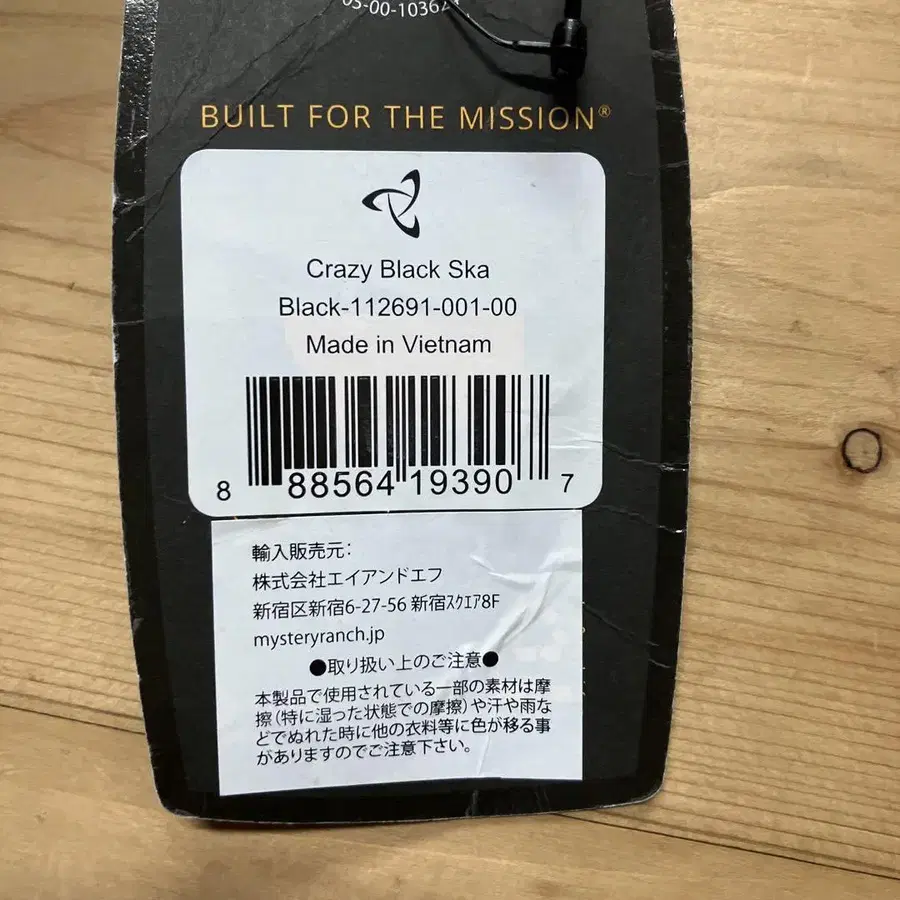 BUILT FOR THE MISSION®
Crazy Black Ska
Black-112691-001-00
Made in Vietnam
8 88564 19390 7
輸入販売元:
株式会社エイアンドエフ
新宿区新宿6-27-56 新宿ｽｸｴｱ8F
mysteryranch.jp
●取り扱い上のご注意●
本製品で使用されている一部の素材は摩
擦(特に湿った状態での摩擦)や汗や雨な
どでぬれた時に他の衣料等に色が移る事
がありますのでご注意下さい。